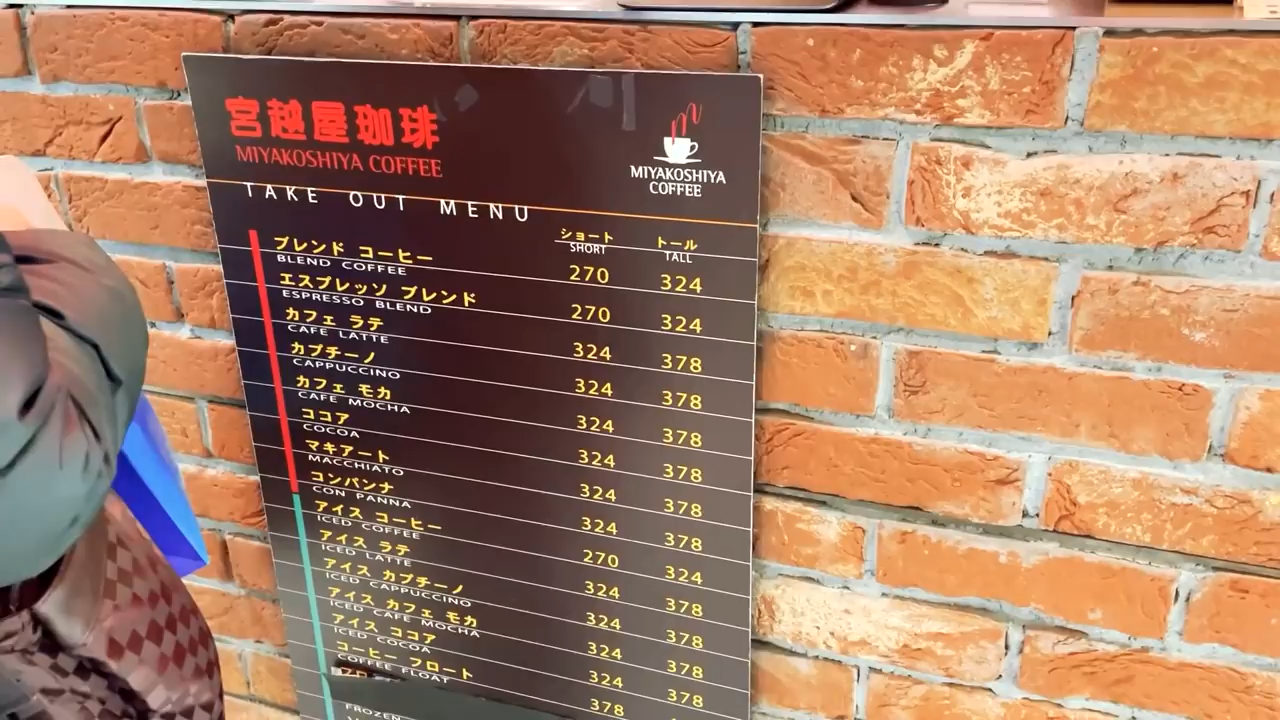 宮越屋珈琲
MIYAKOSHIYA COFFEE
MIYAKOSHIYA
COFFEE
TAKE OUT MENU
ショート トール
SHORT TALL
ブレンド コーヒー
BLEND COFFEE 270 324
エスプレッソ ブレンド
ESPRESSO BLEND 270 324
カフェ ラテ
CAFE LATTE 324 378
カプチーノ
CAPPUCCINO 324 378
カフェ モカ
CAFE MOCHA 324 378
ココア
COCOA 324 378
マキアート
MACCHIATO 324 378
コンパンナ
CON PANNA 324 378
アイス コーヒー
ICED COFFEE 270 324
アイス ラテ
ICED LATTE 324 378
アイス カプチーノ
ICED CAPPUCCINO 324 378
アイス カフェ モカ
ICED CAFE MOCHA 324 378
アイス ココア
ICED COCOA 324 378
コーヒー フロート
COFFEE FLOAT 378
FROZEN